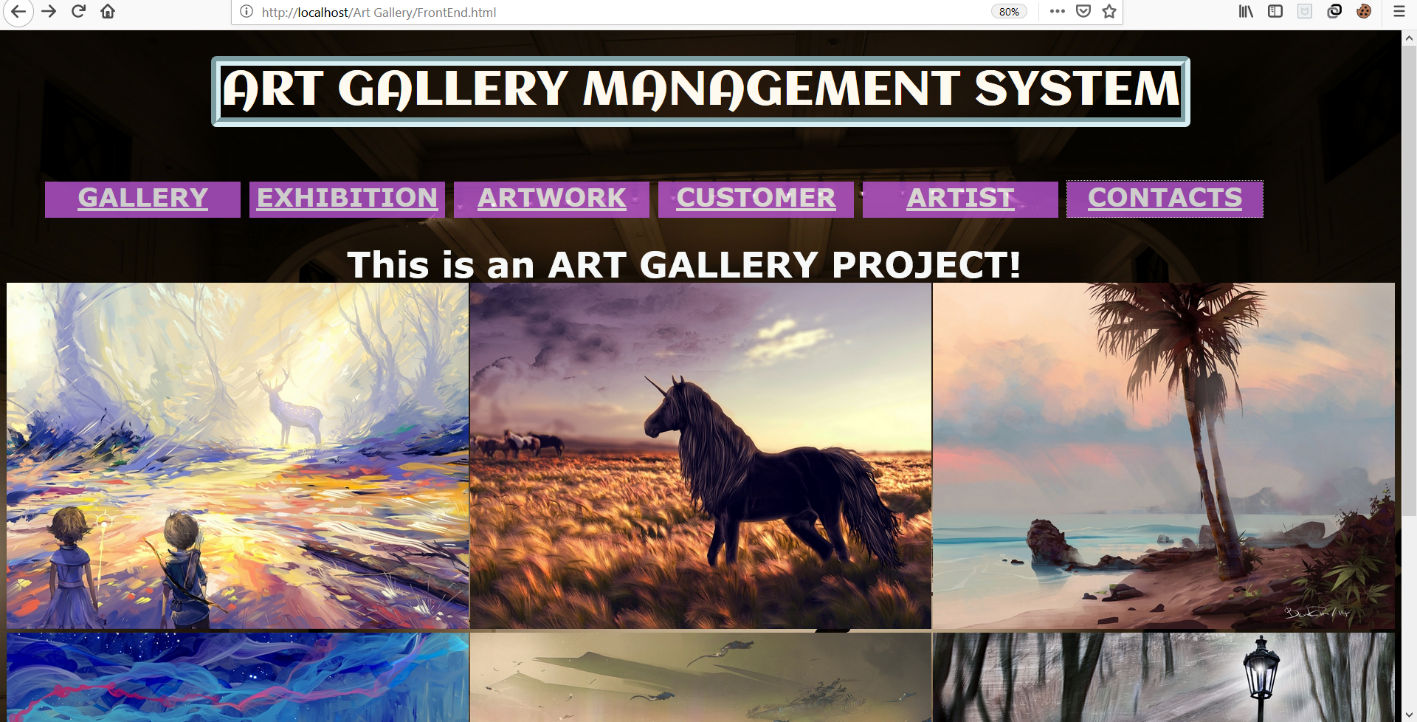 http://localhost/Art Gallery/FrontEnd.html
80%
ART GALLERY MANAGEMENT SYSTEM
GALLERY EXHIBITION ARTWORK CUSTOMER ARTIST CONTACTS
This is an ART GALLERY PROJECT!